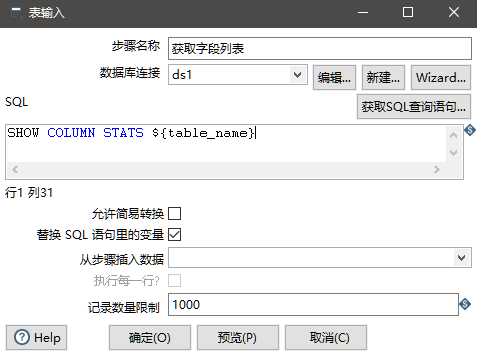 表输入
步骤名称 获取字段列表
数据库连接 ds1 编辑... 新建... Wizard...
SQL 获取SQL查询语句...
SHOW COLUMN STATS ${table_name}
行1 列31
允许简易转换
替换 SQL 语句里的变量
从步骤插入数据
执行每一行?
记录数量限制 1000
Help 确定(O) 预览(P) 取消(C)